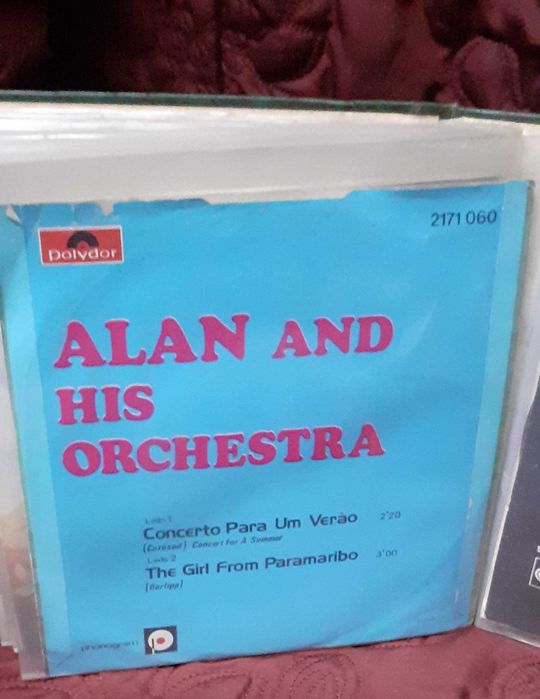 polydor
2171 060
ALAN AND
HIS
ORCHESTRA
Lado 1
Concerto Para Um Verão 2'20
Concert for A Summer
Lado 2
The Girl From Paramaribo 3'00
phonogram